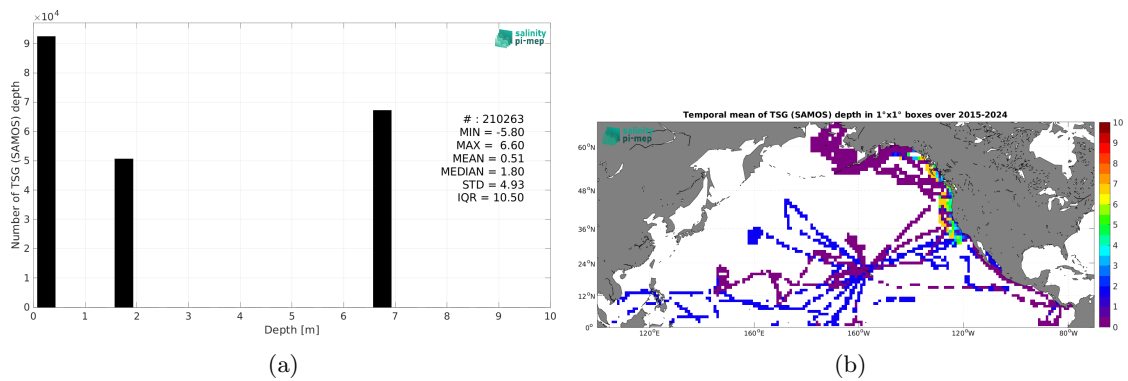 ×10⁴
salinity
pi-mep
Number of TSG (SAMOS) depth
9
8
7
6
5
4
3
2
1
0
# : 210263
MIN = -5.80
MAX = 6.60
MEAN = 0.51
MEDIAN = 1.80
STD = 4.93
IQR = 10.50
0 1 2 3 4 5 6 7 8 9 10
Depth [m]
(a)
Temporal mean of TSG (SAMOS) depth in 1°x1° boxes over 2015-2024
salinity
pi-mep
60°N
48°N
36°N
24°N
12°N
0°
120°E 160°E 160°W 120°W 80°W
10
9
8
7
6
5
4
3
2
1
0
(b)